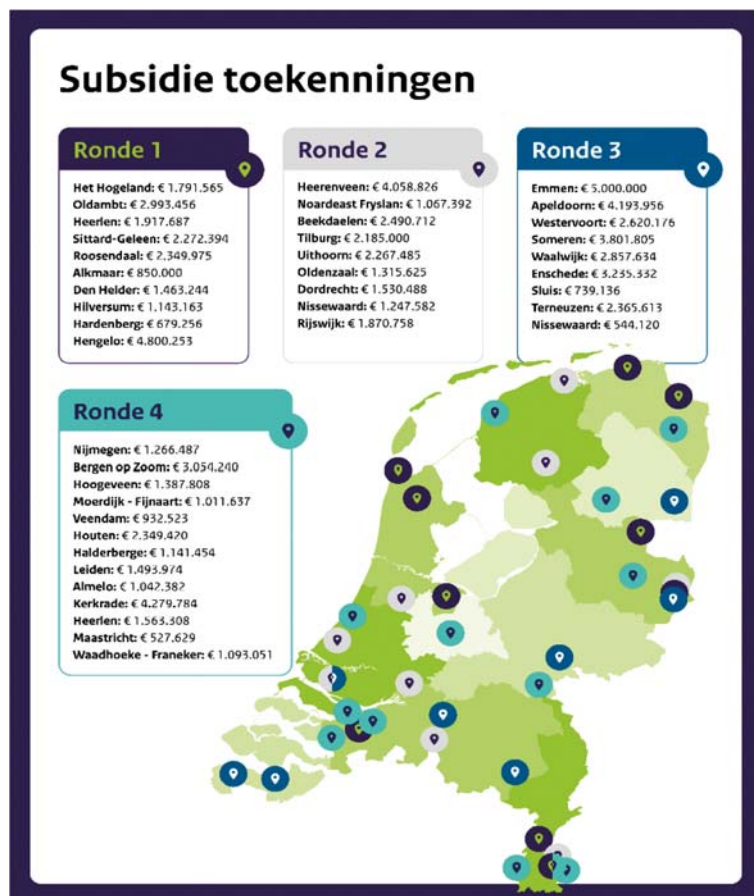 Subsidie toekenningen
Ronde 1
Het Hogeland: € 1.791.565
Oldambt: € 2.993.456
Heerlen: € 1.917.687
Sittard-Geleen: € 2.272.394
Roosendaal: € 2.349.975
Alkmaar: € 850.000
Den Helder: € 1.463.244
Hilversum: € 1.143.163
Hardenberg: € 679.256
Hengelo: € 4.800.253
Ronde 2
Heerenveen: € 4.058.826
Noardeast Fryslan: € 1.067.392
Beekdaelen: € 2.490.712
Tilburg: € 2.185.000
Uithoorn: € 2.267.485
Oldenzaal: € 1.315.625
Dordrecht: € 1.530.488
Nissewaard: € 1.247.582
Rijswijk: € 1.870.758
Ronde 3
Emmen: € 5.000.000
Apeldoorn: € 4.193.956
Westervoort: € 2.620.176
Someren: € 3.801.805
Waalwijk: € 2.857.634
Enschede: € 3.235.332
Sluis: € 739.136
Terneuzen: € 2.365.613
Nissewaard: € 544.120
Ronde 4
Nijmegen: € 1.266.487
Bergen op Zoom: € 3.054.240
Hoogeveen: € 1.387.808
Moerdijk - Fijnaart: € 1.011.637
Veendam: € 932.523
Houten: € 2.349.420
Halderberge: € 1.141.454
Leiden: € 1.493.974
Almelo: € 1.042.382
Kerkrade: € 4.279.784
Heerlen: € 1.563.308
Maastricht: € 527.629
Waadhoeke - Franeker: € 1.093.051